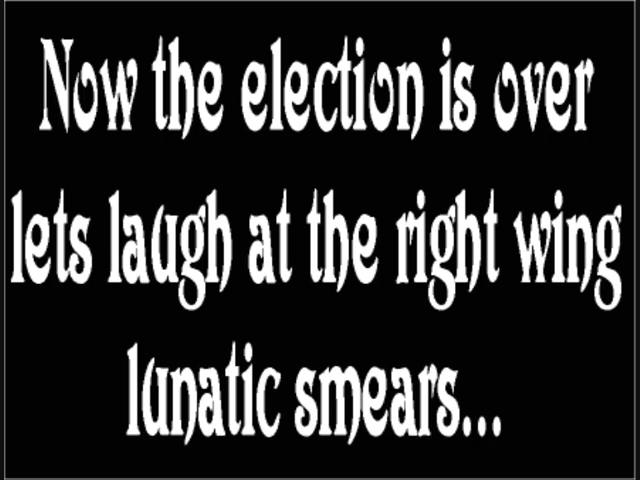 Now the election is over
lets laugh at the right wing
lunatic smears...